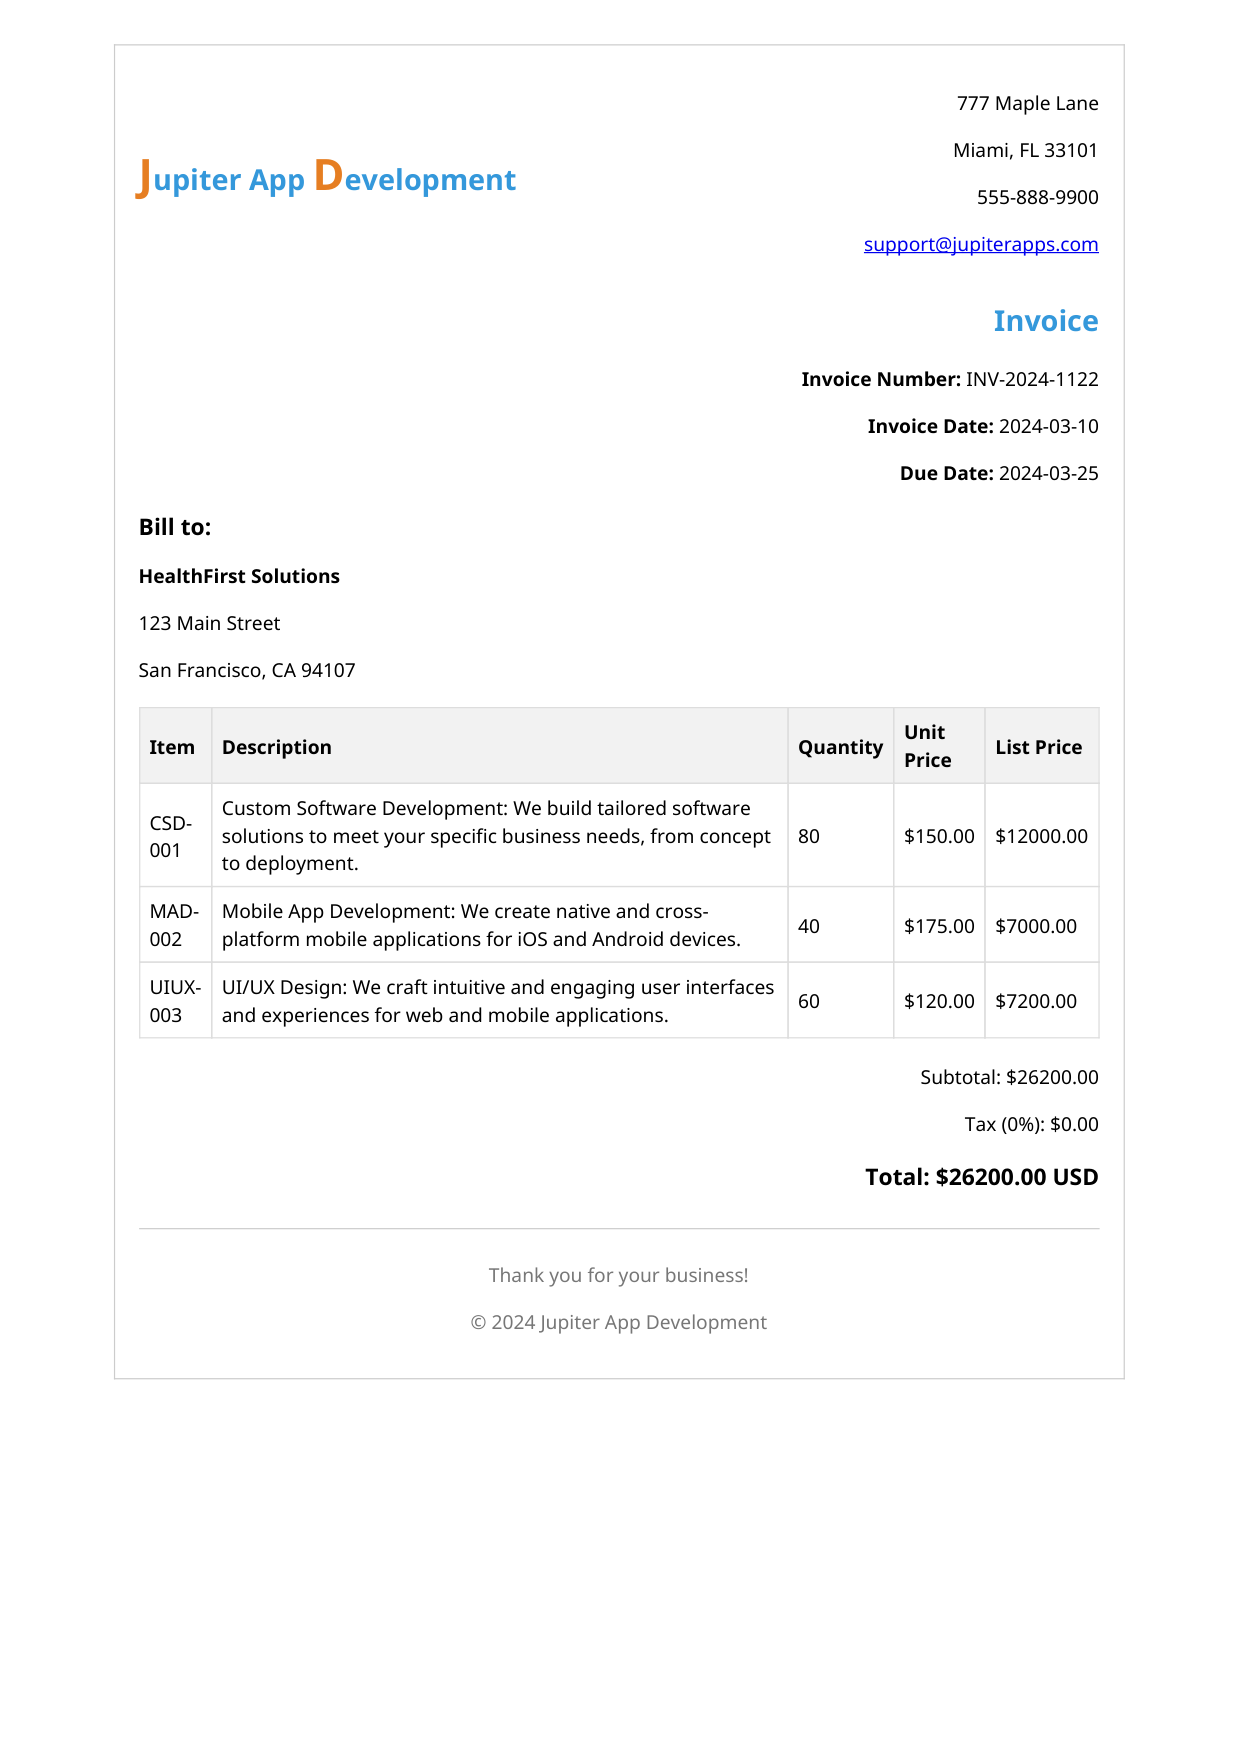 Jupiter App Development
777 Maple Lane
Miami, FL 33101
555-888-9900
support@jupiterapps.com
Invoice
Invoice Number: INV-2024-1122
Invoice Date: 2024-03-10
Due Date: 2024-03-25
Bill to:
HealthFirst Solutions
123 Main Street
San Francisco, CA 94107
Item Description Quantity Unit Price List Price
CSD-001 Custom Software Development: We build tailored software
solutions to meet your specific business needs, from concept
to deployment. 80 $150.00 $12000.00
MAD-002 Mobile App Development: We create native and cross-
platform mobile applications for iOS and Android devices. 40 $175.00 $7000.00
UIUX-003 UI/UX Design: We craft intuitive and engaging user interfaces
and experiences for web and mobile applications. 60 $120.00 $7200.00
Subtotal: $26200.00
Tax (0%): $0.00
Total: $26200.00 USD
Thank you for your business!
© 2024 Jupiter App Development